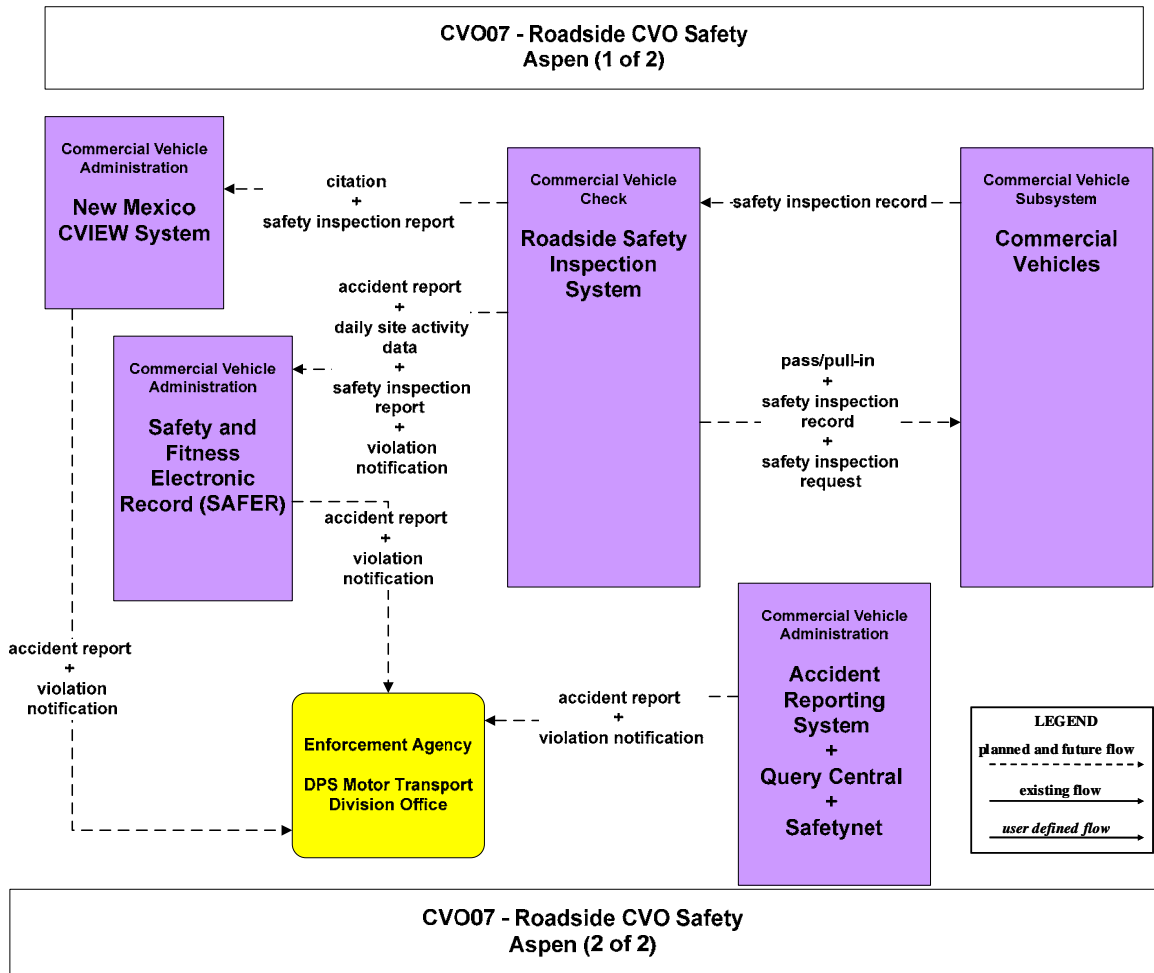 CVO07 - Roadside CVO Safety
Aspen (1 of 2)
Commercial Vehicle
Administration
New Mexico
CVIEW System
citation
+
safety inspection report
Commercial Vehicle
Check
Roadside Safety
Inspection
System
safety inspection record
Commercial Vehicle
Subsystem
Commercial
Vehicles
accident report
+
daily site activity
data
+
safety inspection
report
+
violation
notification
Commercial Vehicle
Administration
Safety and
Fitness
Electronic
Record (SAFER)
pass/pull-in
+
safety inspection
record
+
safety inspection
request
accident report
+
violation
notification
accident report
+
violation
notification
Enforcement Agency
DPS Motor Transport
Division Office
accident report
+
violation notification
Commercial Vehicle
Administration
Accident
Reporting
System
+
Query Central
+
Safetynet
LEGEND
planned and future flow
existing flow
user defined flow
CVO07 - Roadside CVO Safety
Aspen (2 of 2)